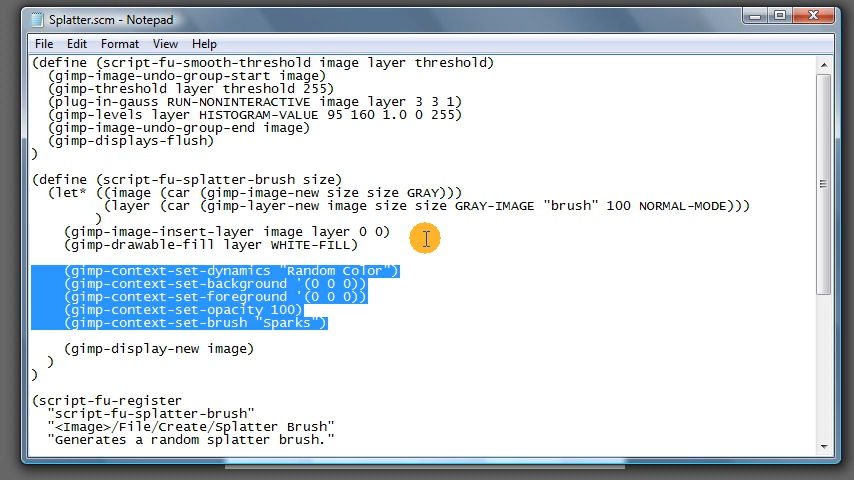 Splatter.scm - Notepad
File Edit Format View Help
(define (script-fu-smooth-threshold image layer threshold)
(gimp-image-undo-group-start image)
(gimp-threshold layer threshold 255)
(plug-in-gauss RUN-NONINTERACTIVE image layer 3 3 1)
(gimp-levels layer HISTOGRAM-VALUE 95 160 1.0 0 255)
(gimp-image-undo-group-end image)
(gimp-displays-flush)
)
(define (script-fu-splatter-brush size)
(let* ((image (car (gimp-image-new size size GRAY)))
(layer (car (gimp-layer-new image size size GRAY-IMAGE "brush" 100 NORMAL-MODE)))
)
(gimp-image-insert-layer image layer 0 0)
(gimp-drawable-fill layer WHITE-FILL)
(gimp-context-set-dynamics "Random Color")
(gimp-context-set-background '(0 0 0))
(gimp-context-set-foreground '(0 0 0))
(gimp-context-set-opacity 100)
(gimp-context-set-brush "Sparks")
(gimp-display-new image)
)
)
(script-fu-register
"script-fu-splatter-brush"
"<Image>/File/Create/Splatter Brush"
"Generates a random splatter brush."